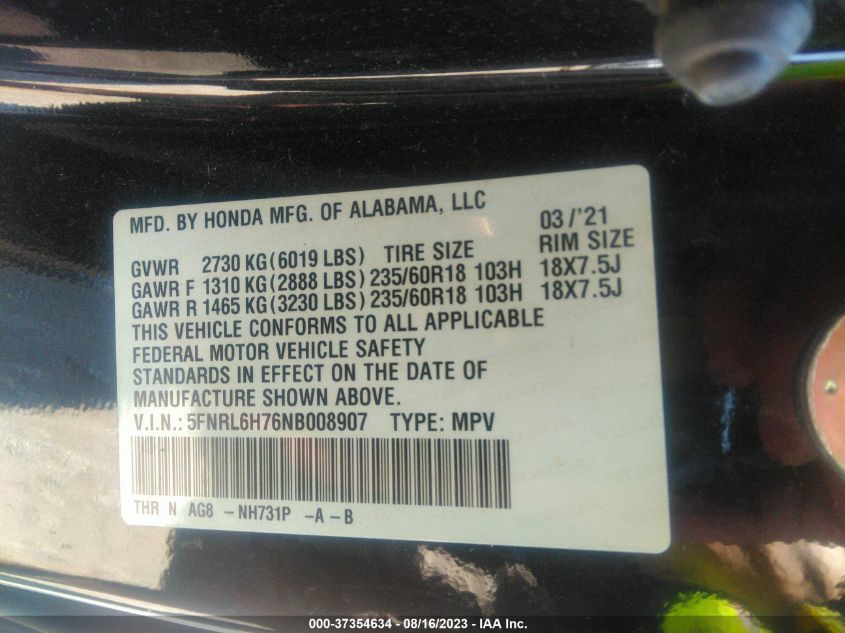 MFD. BY HONDA MFG. OF ALABAMA, LLC 03/'21
GVWR 2730 KG(6019 LBS) TIRE SIZE RIM SIZE
GAWR F 1310 KG(2888 LBS) 235/60R18 103H 18X7.5J
GAWR R 1465 KG(3230 LBS) 235/60R18 103H 18X7.5J
THIS VEHICLE CONFORMS TO ALL APPLICABLE
FEDERAL MOTOR VEHICLE SAFETY
STANDARDS IN EFFECT ON THE DATE OF
MANUFACTURE SHOWN ABOVE.
V.I.N.: 5FNRL6H76NB008907 TYPE: MPV
THR N AG8 - NH731P -A-B
000-37354634 - 08/16/2023 - IAA Inc.